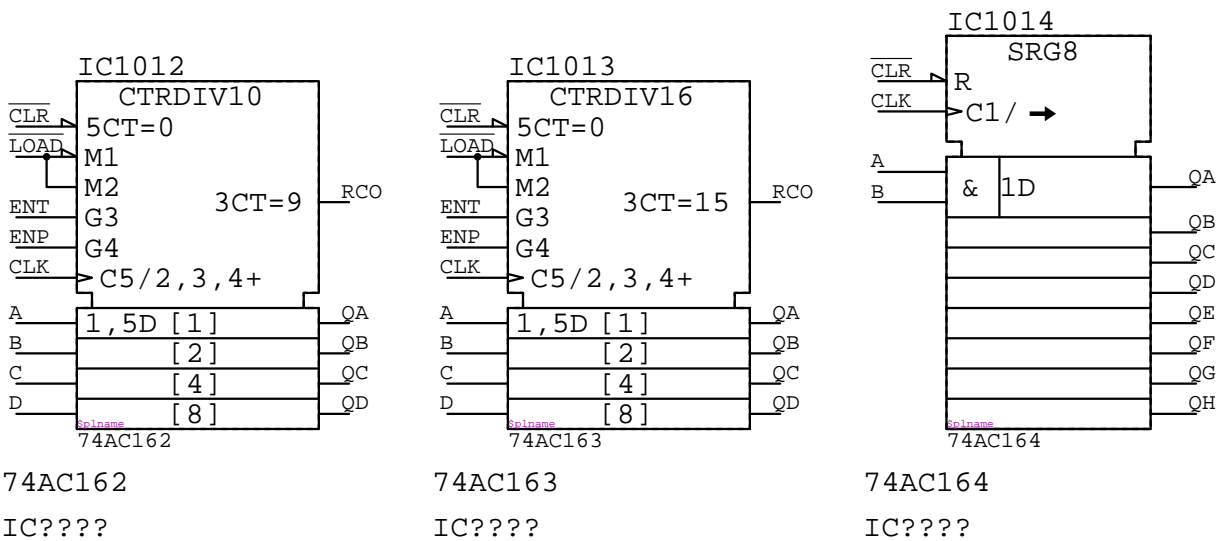 IC1012
CTRDIV10
CLR
5CT=0
LOAD
M1
M2
3CT=9
RCO
ENT
G3
ENP
G4
CLK
C5/2,3,4+
A
1,5D [1]
QA
B
[2]
QB
C
[4]
QC
D
[8]
QD
Splname
74AC162
74AC162
IC????
IC1013
CTRDIV16
CLR
5CT=0
LOAD
M1
M2
3CT=15
RCO
ENT
G3
ENP
G4
CLK
C5/2,3,4+
A
1,5D [1]
QA
B
[2]
QB
C
[4]
QC
D
[8]
QD
Splname
74AC163
74AC163
IC????
IC1014
SRG8
CLR
R
CLK
C1/ →
A
B
& 1D
QA
QB
QC
QD
QE
QF
QG
QH
Splname
74AC164
74AC164
IC????